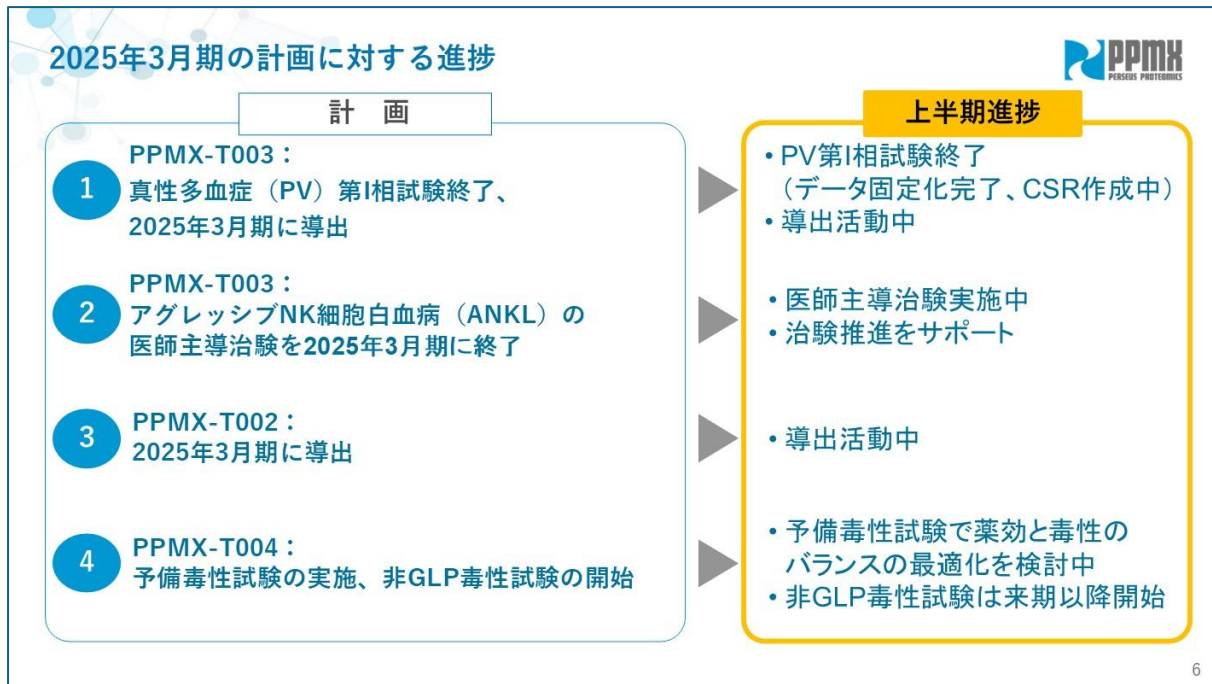 2025年3月期の計画に対する進捗
PPMX
PERSEUS PROTEOMICS
計 画
1
PPMX-T003：
真性多血症（PV）第I相試験終了、
2025年3月期に導出
2
PPMX-T003：
アグレッシブNK細胞白血病（ANKL）の
医師主導治験を2025年3月期に終了
3
PPMX-T002：
2025年3月期に導出
4
PPMX-T004：
予備毒性試験の実施、非GLP毒性試験の開始
上半期進捗
• PV第I相試験終了
（データ固定化完了、CSR作成中）
• 導出活動中
• 医師主導治験実施中
• 治験推進をサポート
• 導出活動中
• 予備毒性試験で薬効と毒性の
バランスの最適化を検討中
• 非GLP毒性試験は来期以降開始
6